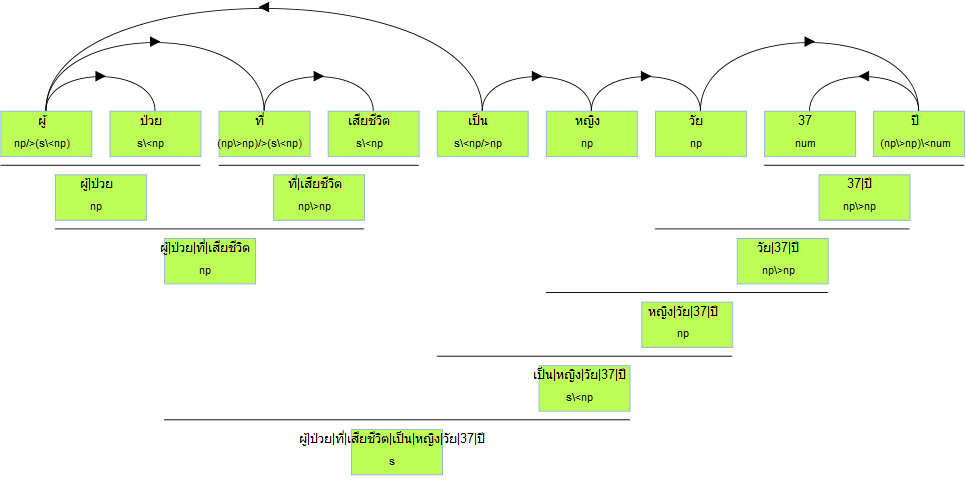 ผู้ ป่วย ที่ เสียชีวิต เป็น หญิง วัย 37 ปี
np/>(s\<np) s\<np (np\>np)/>(s\<np) s\<np s\<np/>np np np num (np\>np)\<num
ผู้|ป่วย ที่|เสียชีวิต 37|ปี
np np\>np np\>np
ผู้|ป่วย|ที่|เสียชีวิต วัย|37|ปี
np np\>np
หญิง|วัย|37|ปี
np
เป็น|หญิง|วัย|37|ปี
s\<np
ผู้|ป่วย|ที่|เสียชีวิต|เป็น|หญิง|วัย|37|ปี
s